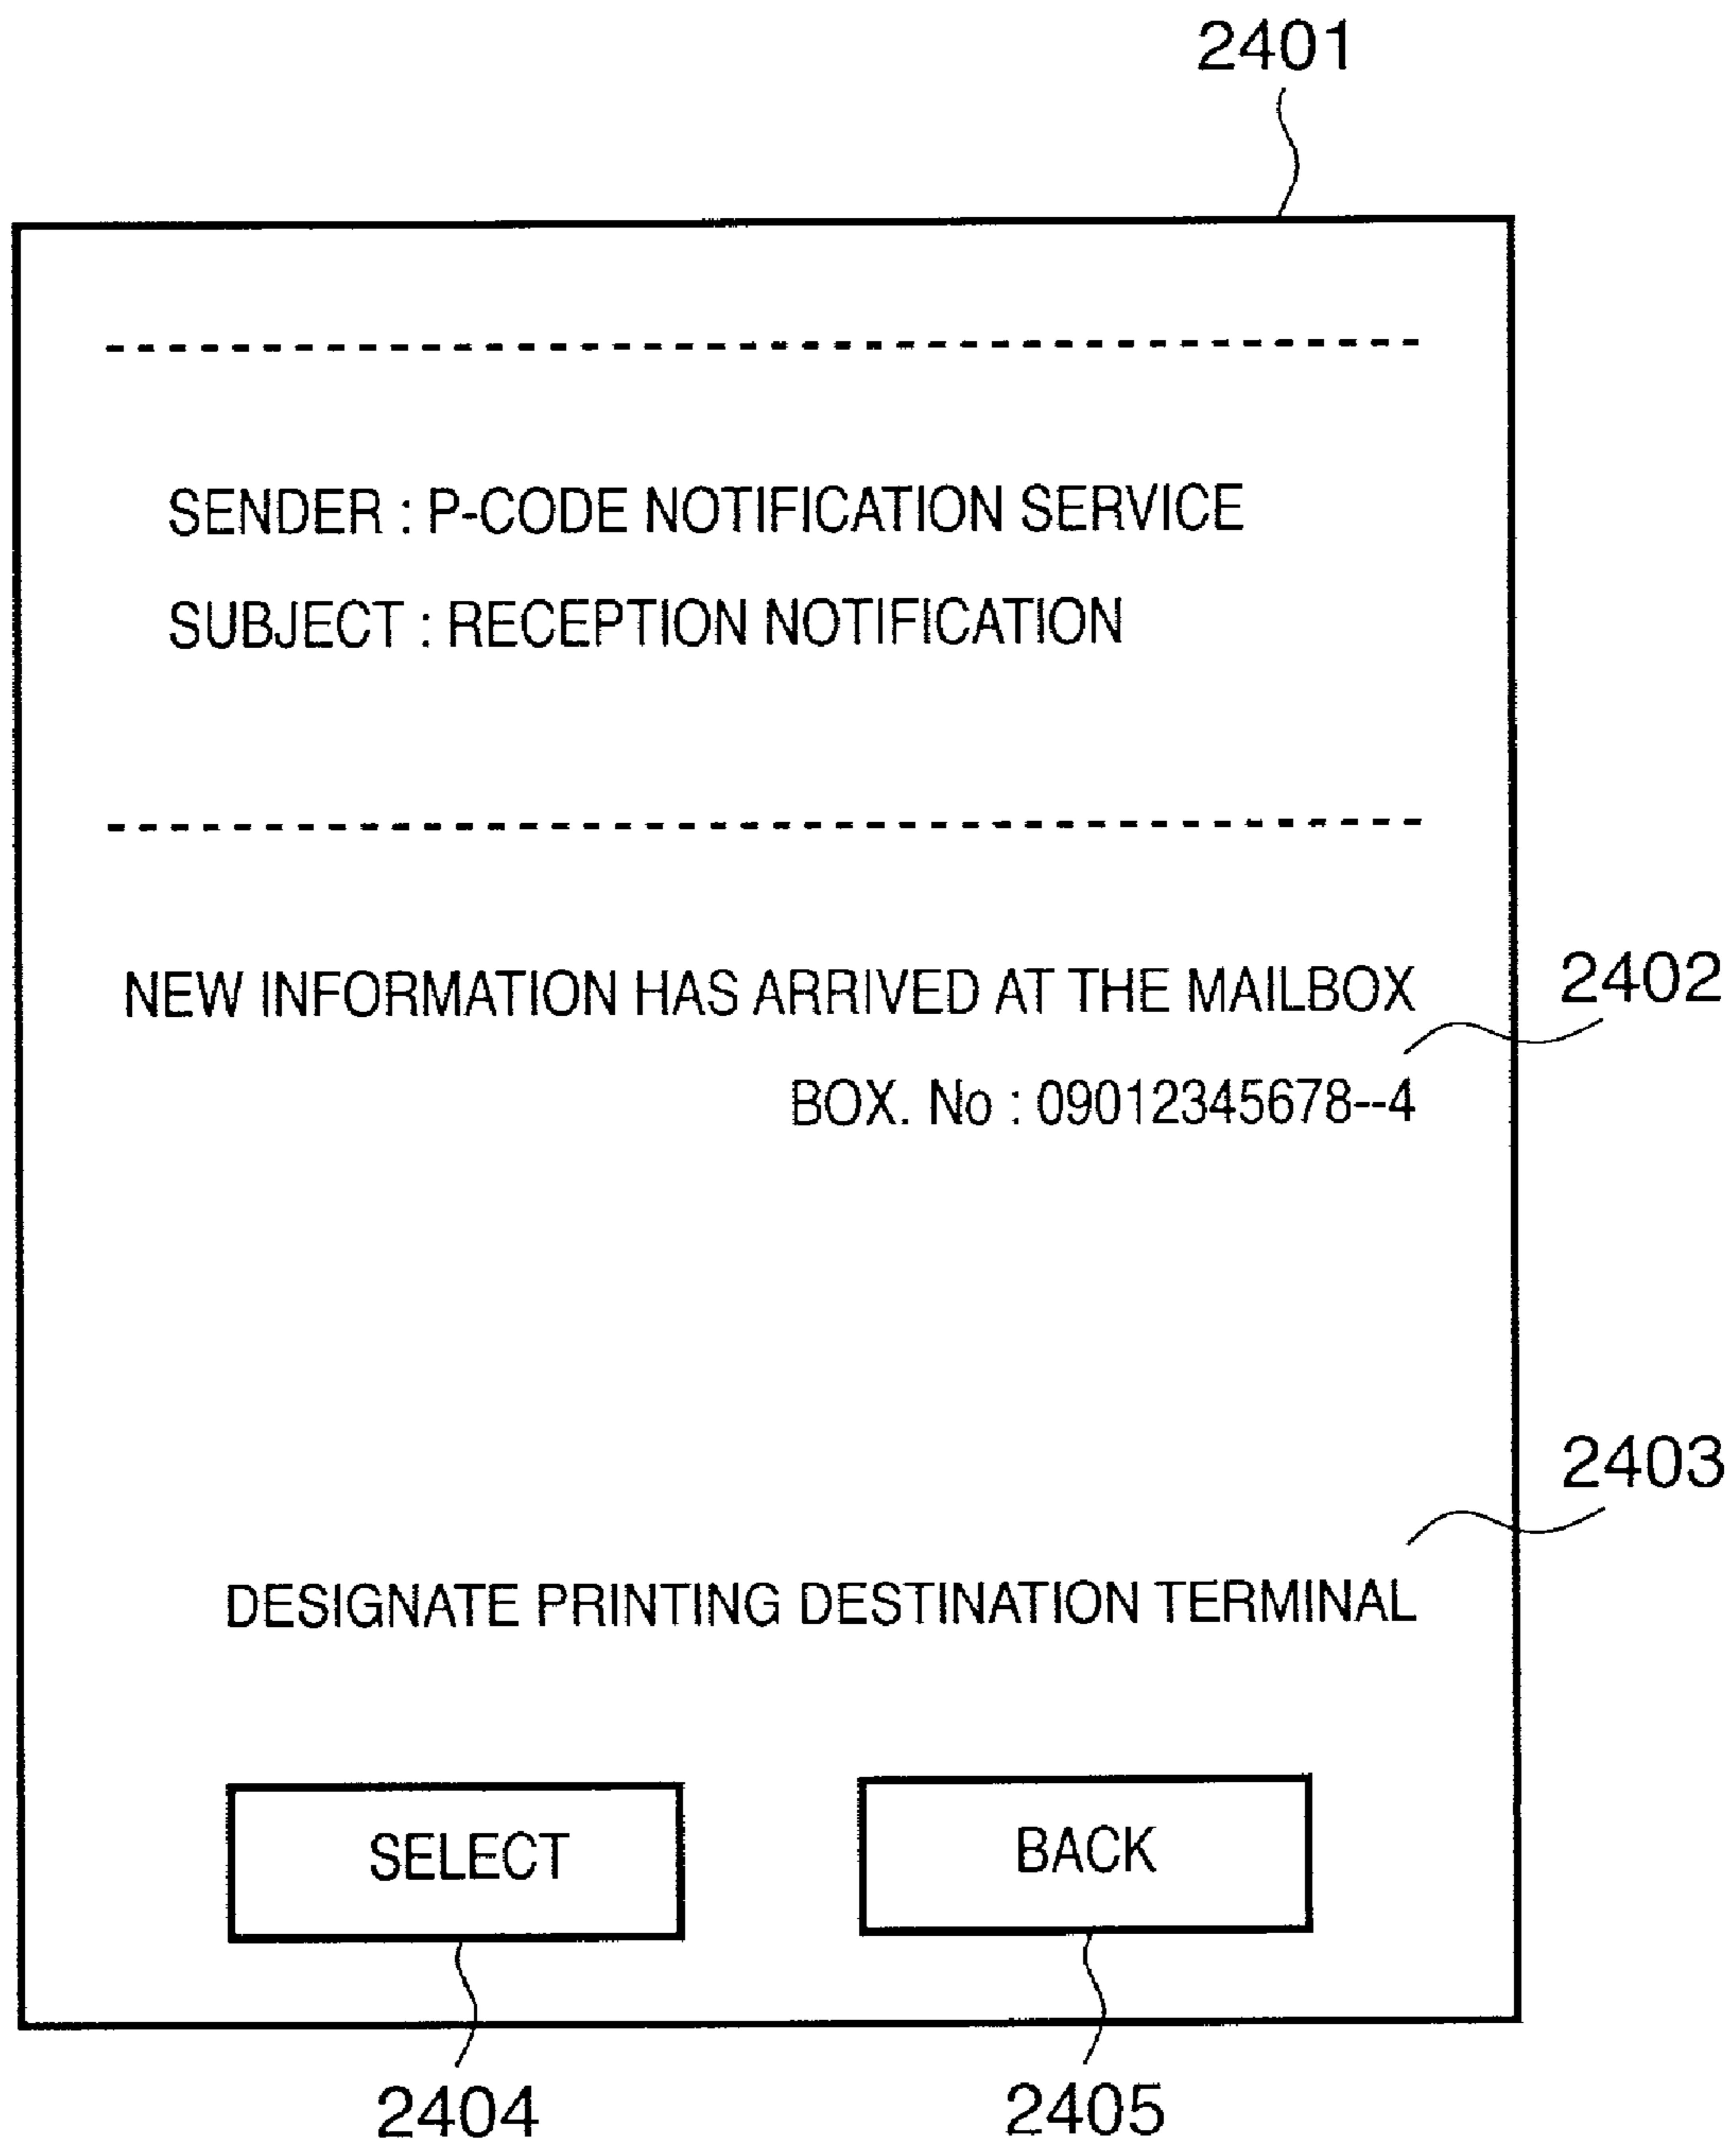 2401
SENDER : P-CODE NOTIFICATION SERVICE
SUBJECT : RECEPTION NOTIFICATION
NEW INFORMATION HAS ARRIVED AT THE MAILBOX
2402
BOX. No : 09012345678--4
2403
DESIGNATE PRINTING DESTINATION TERMINAL
SELECT
BACK
2404
2405